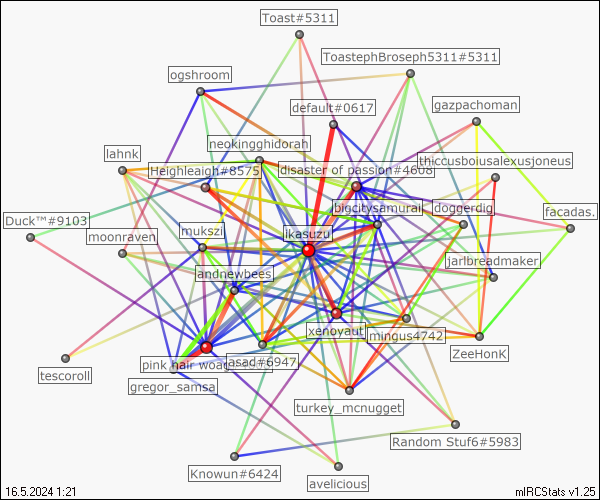 Toast#5311
ToastephBroseph5311#5311
ogshroom
gazpachoman
default#0617
neokingghidorah
lahnk
thiccusboiusalexusjoneus
Heighleigh#8575
disaster of passion#4608
bigcitysamurai
doggerdig
facadas.
Duck™#9103
mukszi
ikasuzu
moonraven
jarlbreadmaker
andnewbees
xenoyaut
mingus4742
ZeeHonK
pink hair
asad#6947
tescoroll
gregor_samsa
turkey_mcnugget
Random Stuf6#5983
Knowun#6424
avelicious
16.5.2024 1:21
mIRCStats v1.25